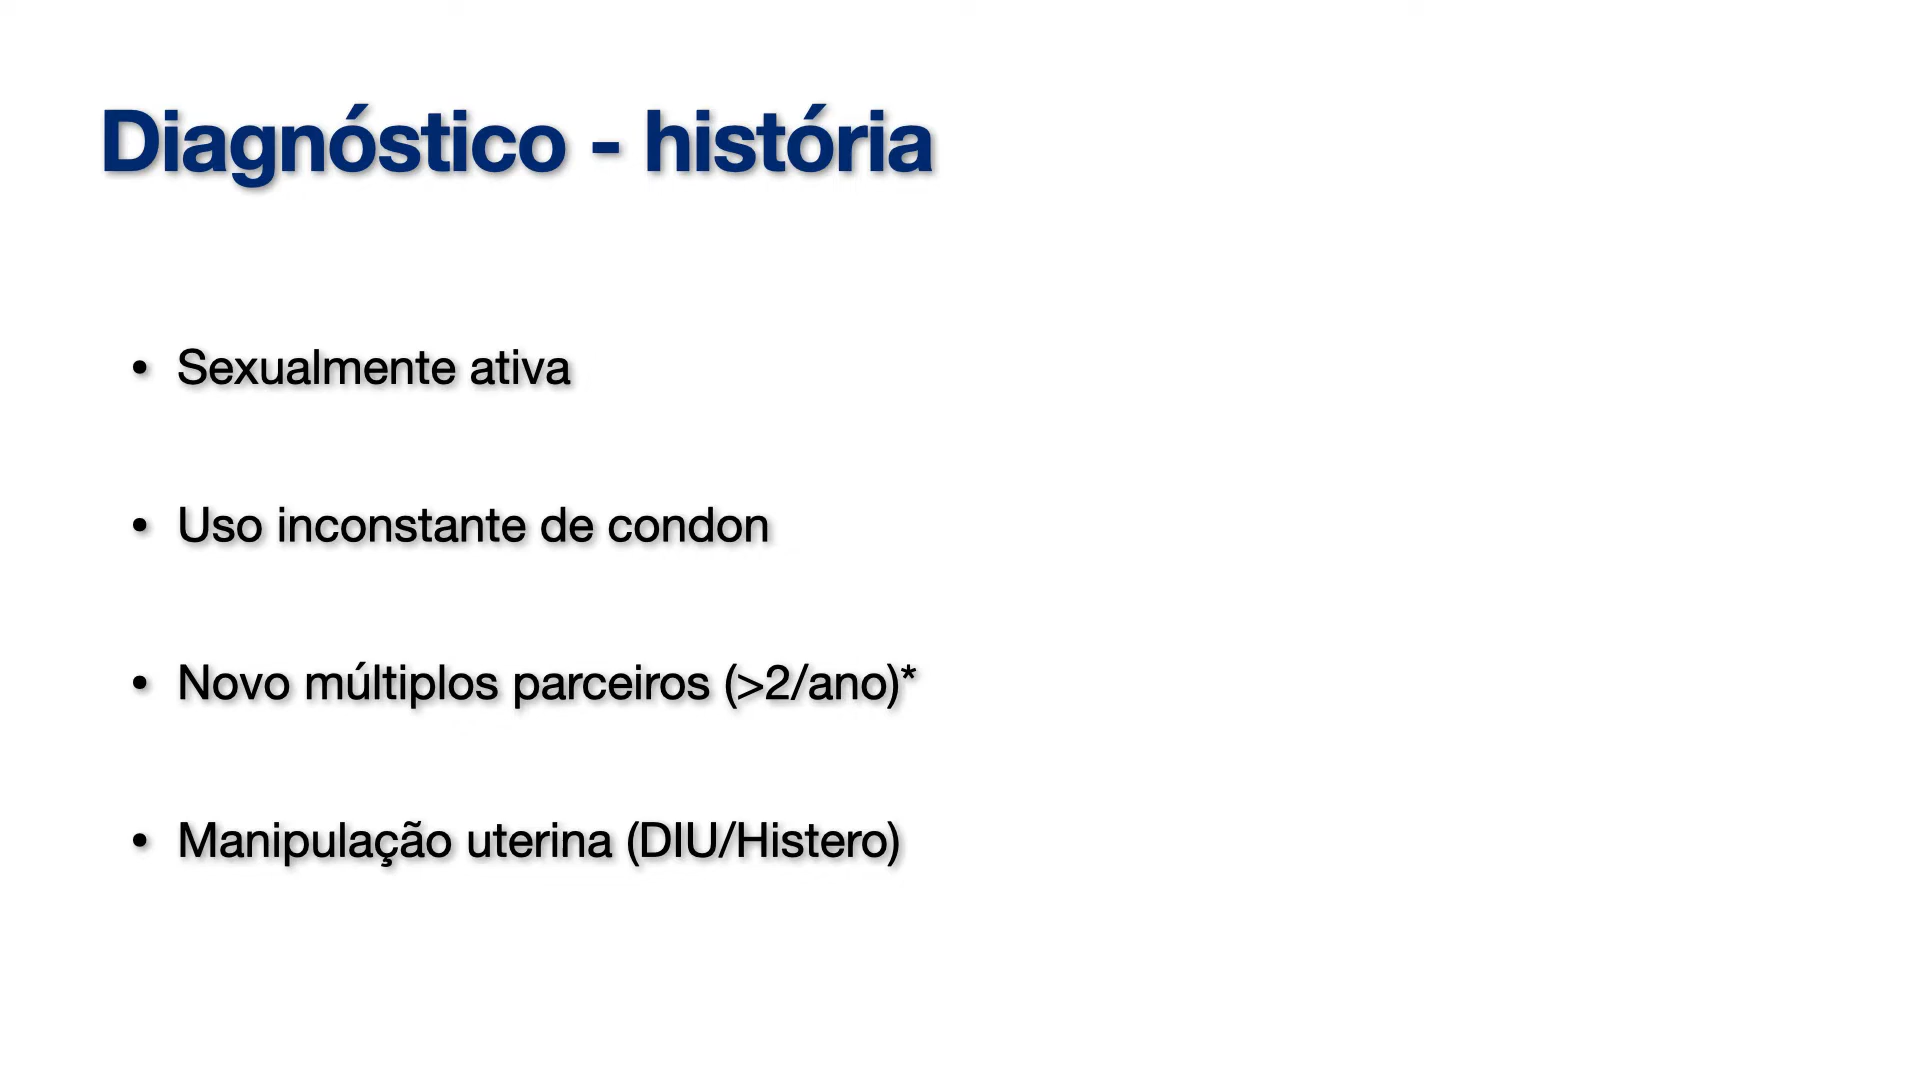 Diagnóstico - história
• Sexualmente ativa
• Uso inconstante de condon
• Novo múltiplos parceiros (>2/ano)*
• Manipulação uterina (DIU/Histero)